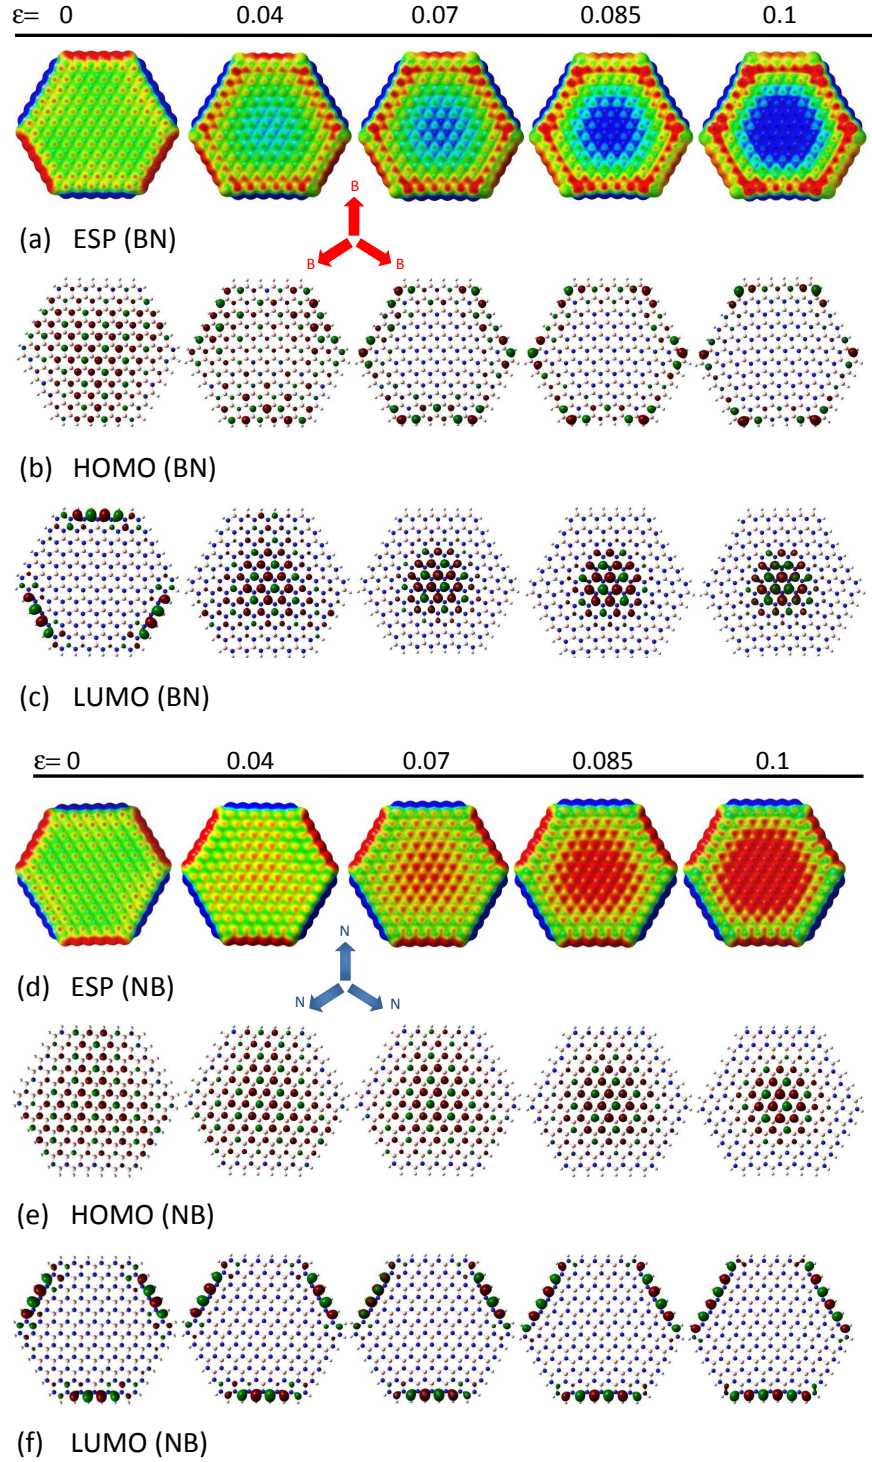 ε= 0 0.04 0.07 0.085 0.1
B
B B
(a) ESP (BN)
(b) HOMO (BN)
(c) LUMO (BN)
ε= 0 0.04 0.07 0.085 0.1
N
N N
(d) ESP (NB)
(e) HOMO (NB)
(f) LUMO (NB)